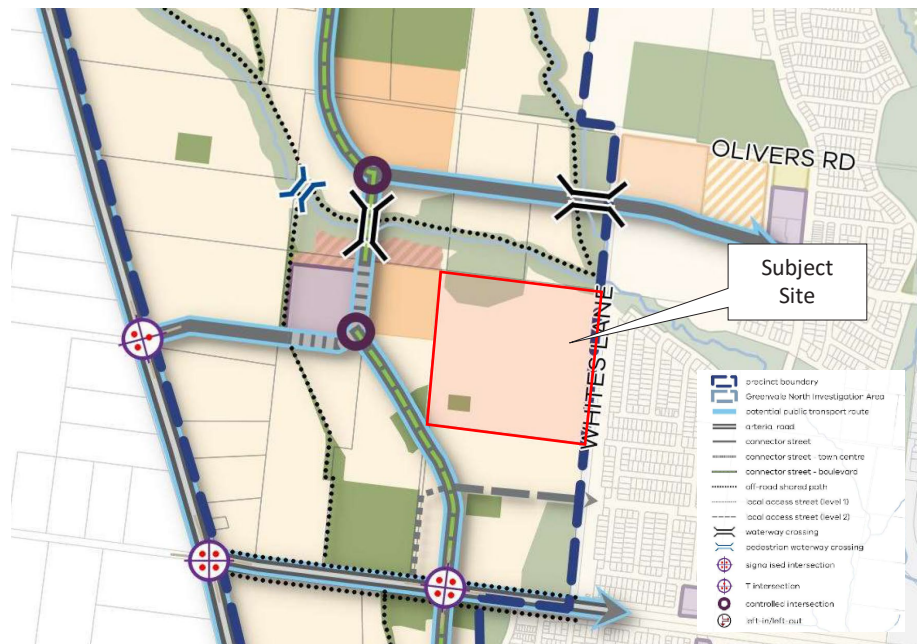 OLIVERS RD
Subject
Site
WHITES LANE
precinct boundary
Greenvale North Investigation Area
potential public transport route
arterial road
connector street
connector street - town centre
connector street - boulevard
off-road shared path
local access street (level 1)
local access street (level 2)
waterway crossing
pedestrian waterway crossing
signalised intersection
T intersection
controlled intersection
left-in/left-out